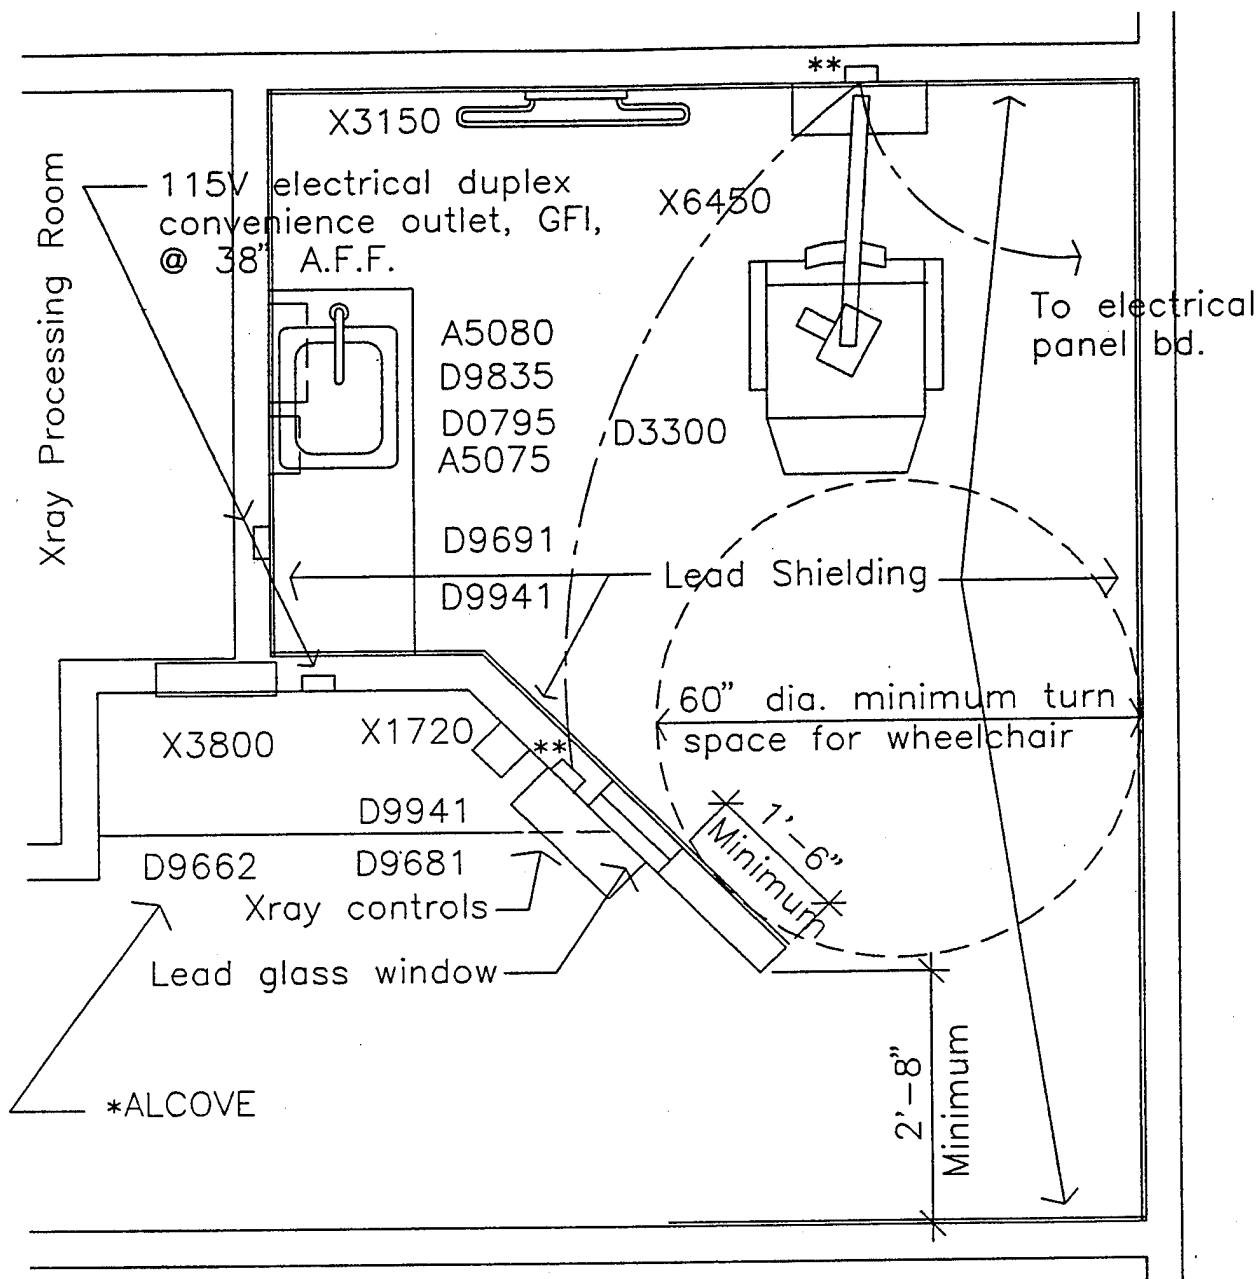 **
X3150
Xray Processing Room
115V electrical duplex
convenience outlet, GFI,
@ 38" A.F.F.
X6450
To electrical
panel bd.
A5080
D9835
D0795
A5075
D3300
D9691
D9941
Lead Shielding
60" dia. minimum turn
space for wheelchair
X3800
X1720
**
1'-6"
Minimum
D9941
D9662
D9681
Xray controls
Lead glass window
2'-8"
Minimum
*ALCOVE